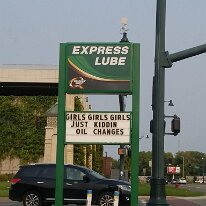 EXPRESS
LUBE
GIRLS GIRLS GIRLS
JUST KIDDIN
OIL CHANGES